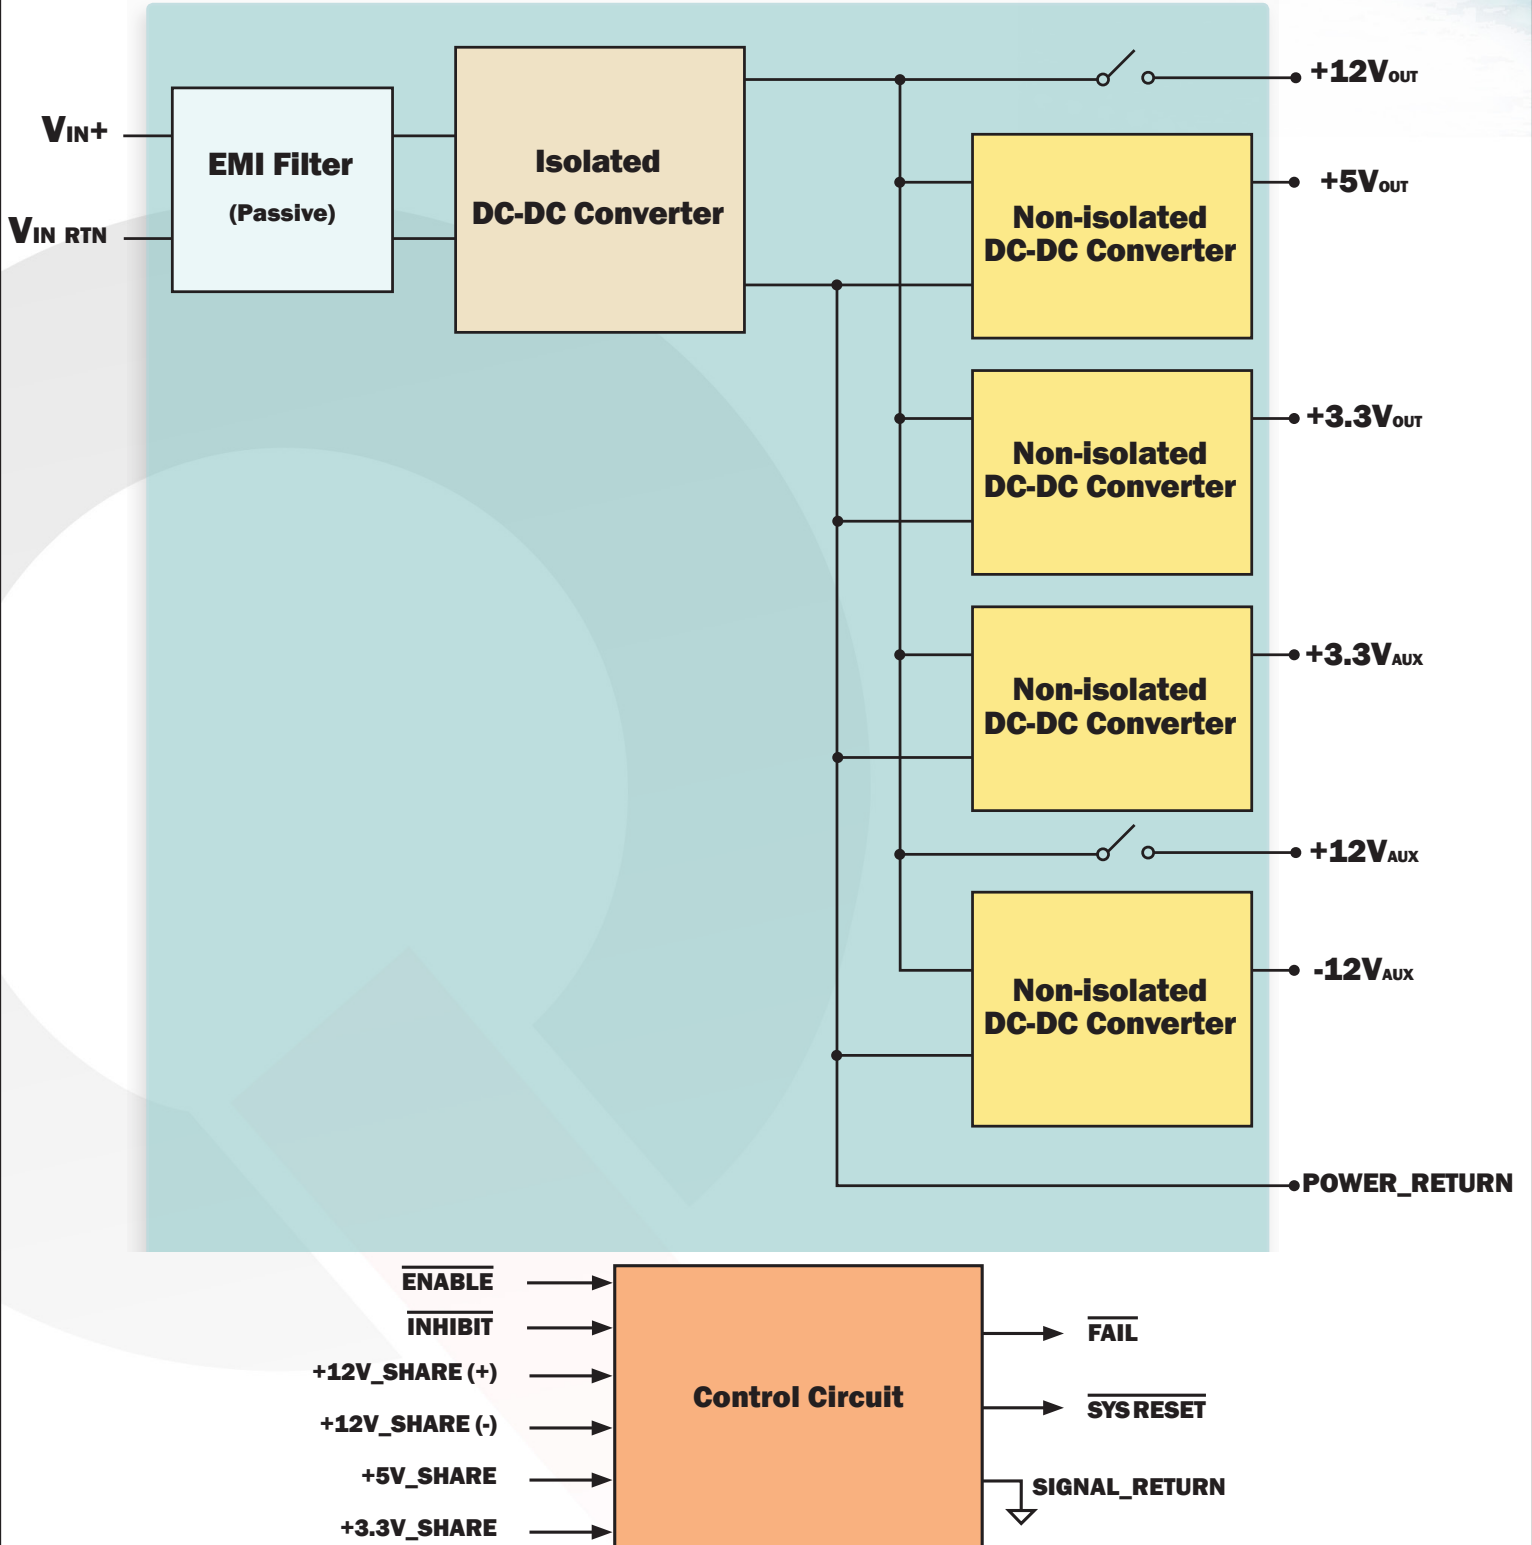 VIN+
VIN RTN
EMI Filter
(Passive)
Isolated
DC-DC Converter
+12VOUT
Non-isolated
DC-DC Converter
+5VOUT
Non-isolated
DC-DC Converter
+3.3VOUT
Non-isolated
DC-DC Converter
+3.3VAUX
+12VAUX
Non-isolated
DC-DC Converter
-12VAUX
POWER_RETURN
ENABLE
INHIBIT
+12V_SHARE (+)
+12V_SHARE (-)
+5V_SHARE
+3.3V_SHARE
Control Circuit
FAIL
SYS RESET
SIGNAL_RETURN